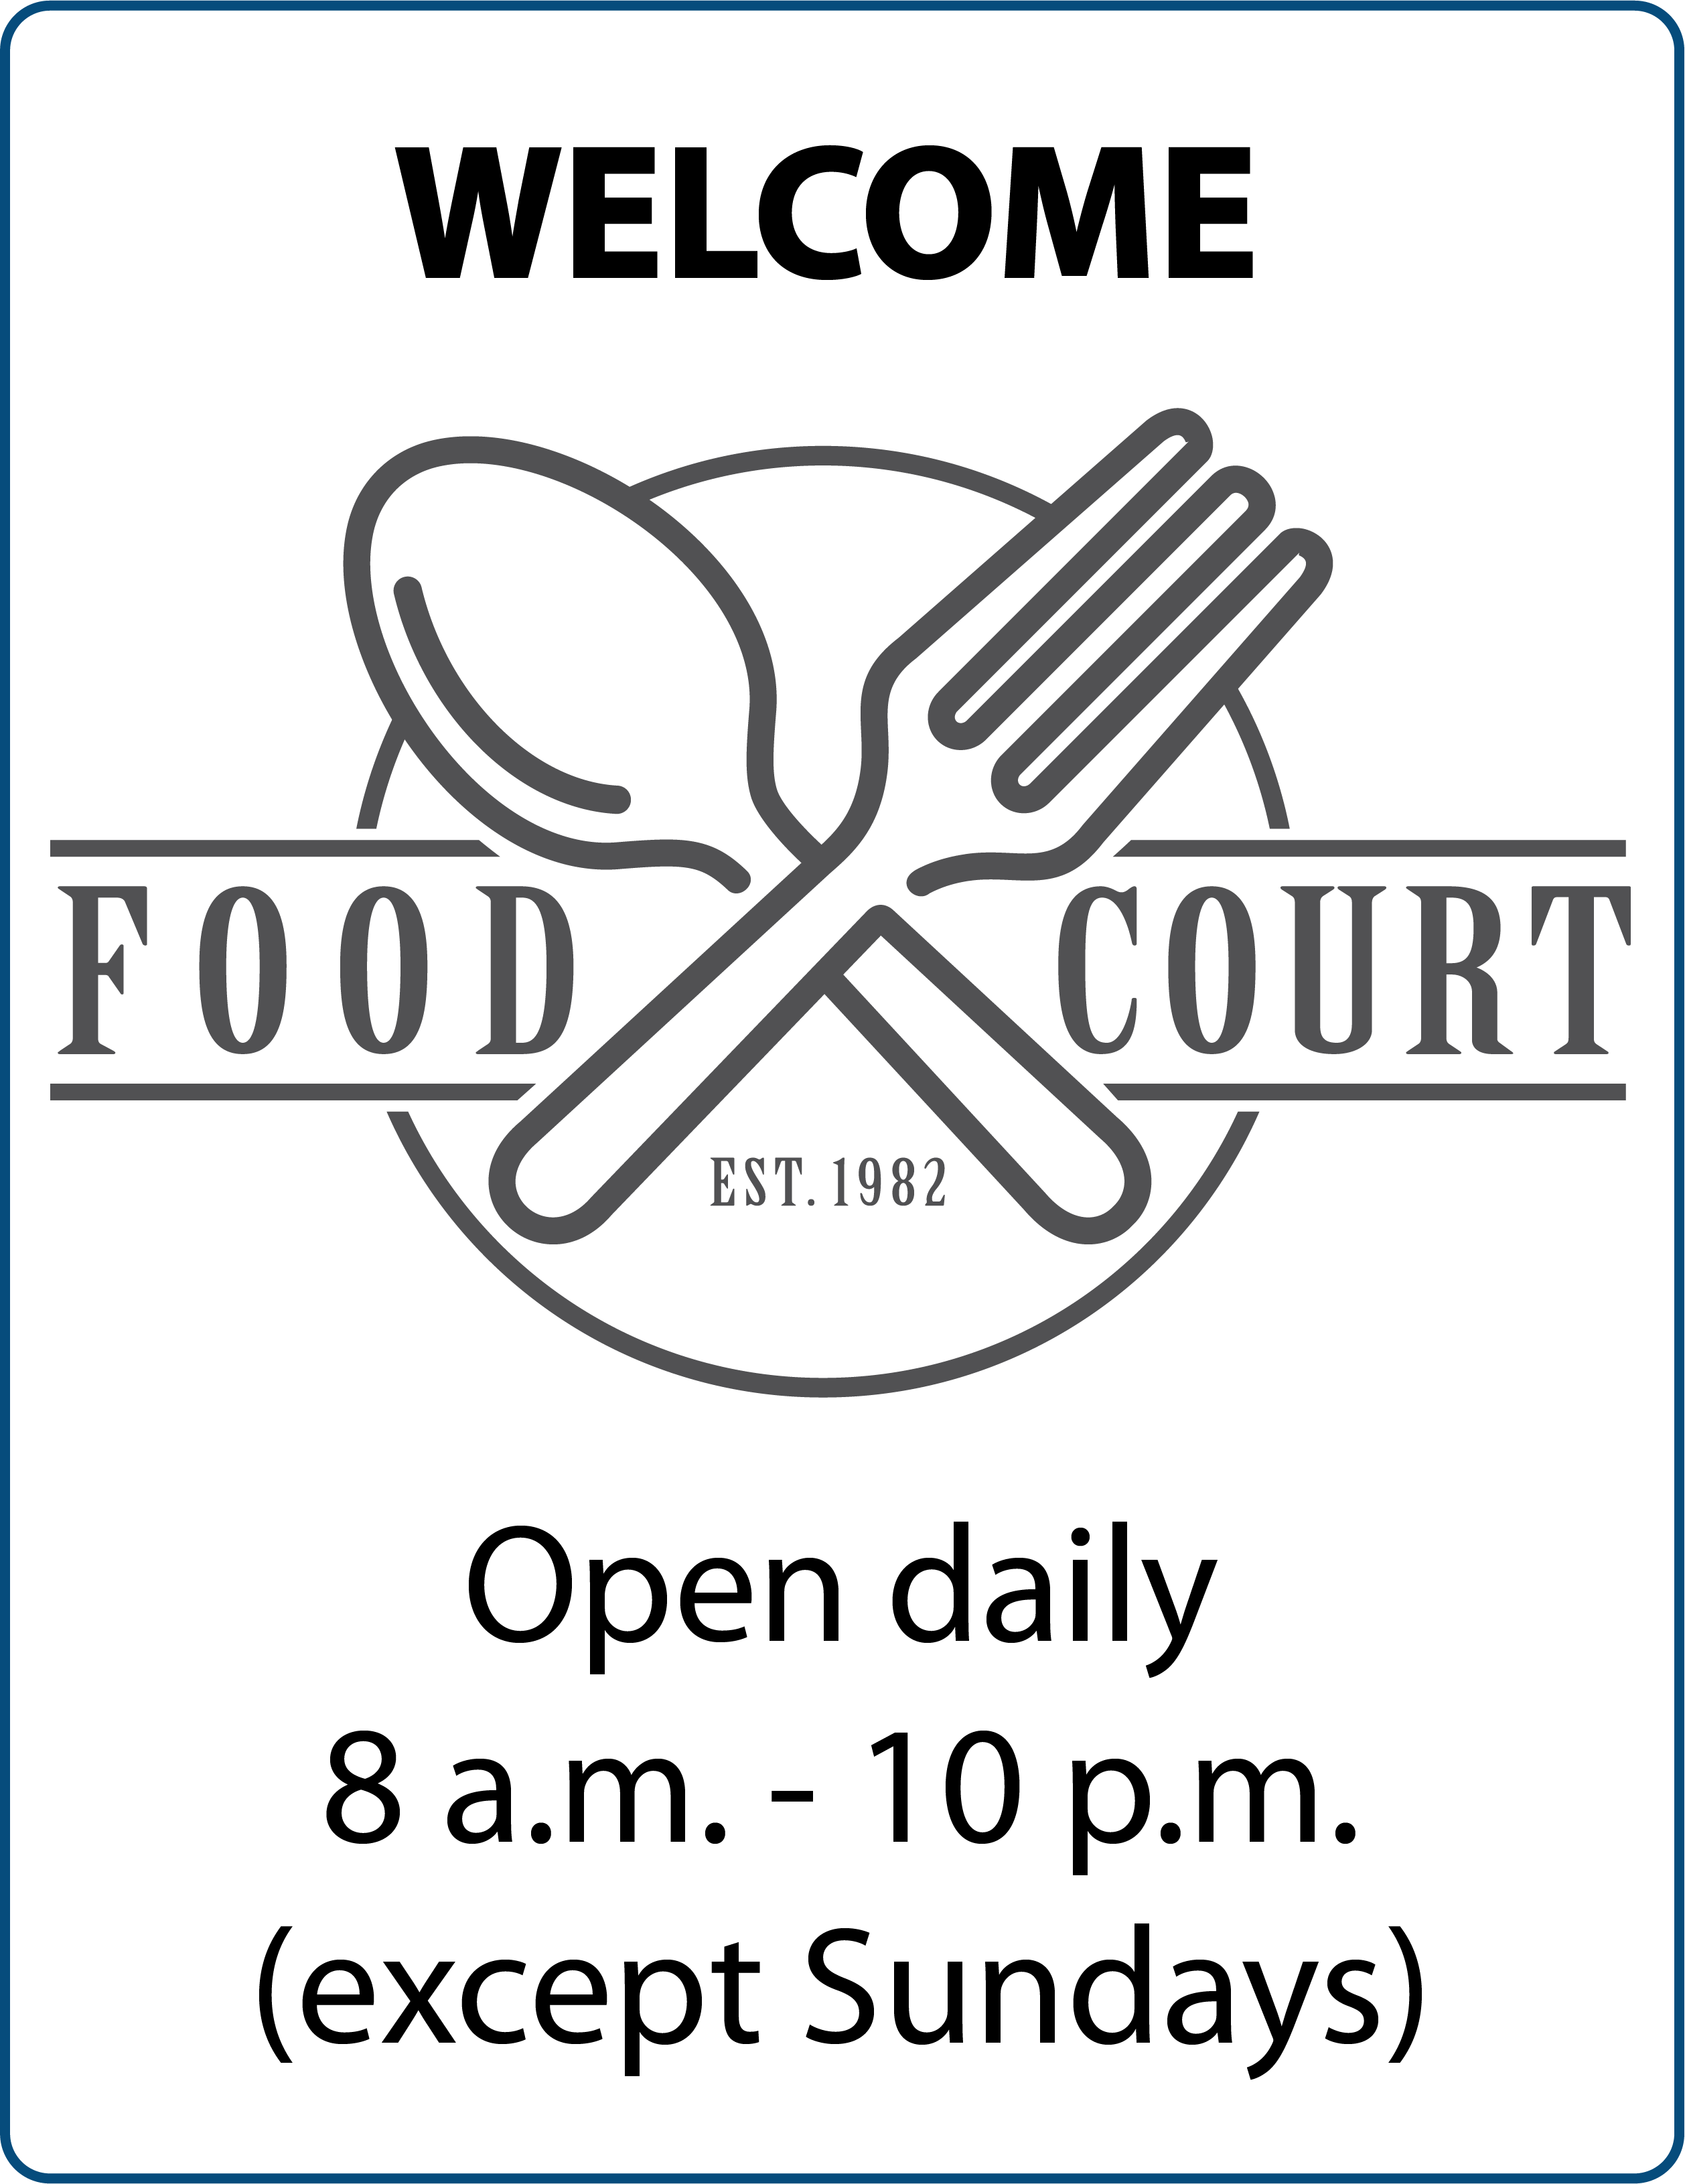 WELCOME
FOOD COURT
EST. 1982
Open daily
8 a.m. – 10 p.m.
(except Sundays)